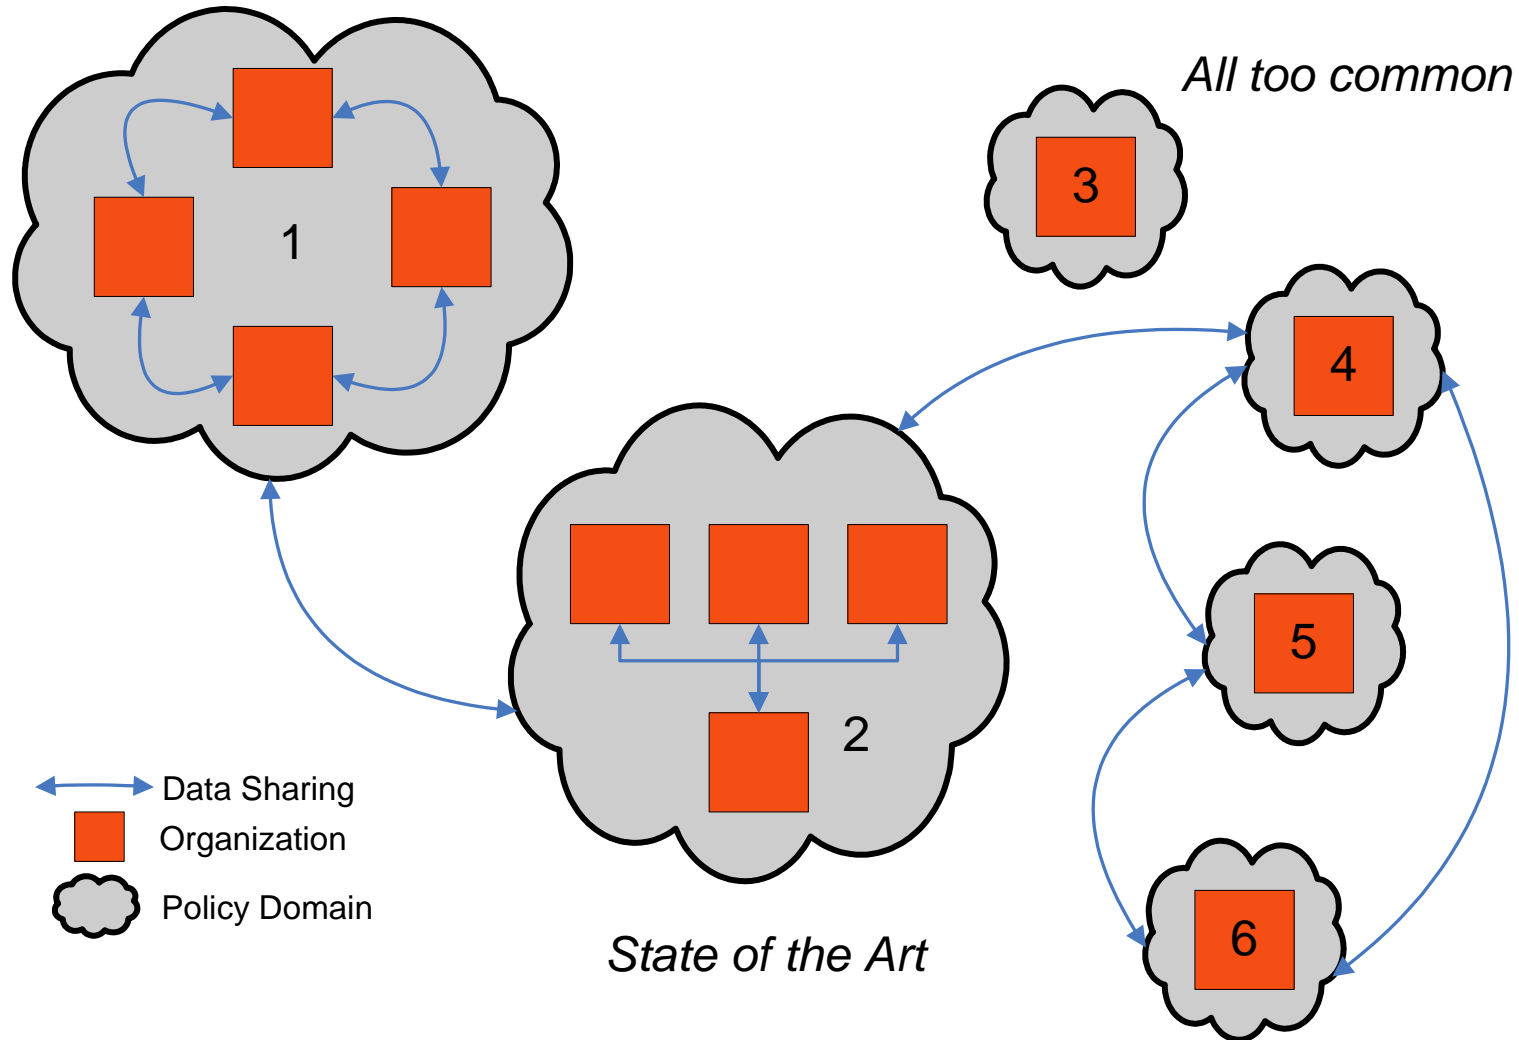 All too common
1
3
4
5
2
6
Data Sharing
Organization
Policy Domain
State of the Art